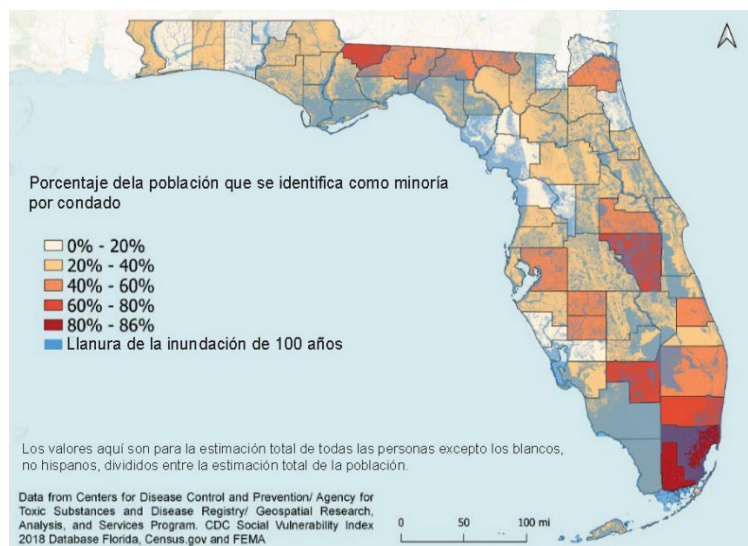 Porcentaje dela población que se identifica como minoría
por condado
0% - 20%
20% - 40%
40% - 60%
60% - 80%
80% - 86%
Llanura de la inundación de 100 años
Los valores aquí son para la estimación total de todas las personas excepto los blancos,
no hispanos, divididos entre la estimación total de la población.
Data from Centers for Disease Control and Prevention/ Agency for
Toxic Substances and Disease Registry/ Geospatial Research,
Analysis, and Services Program. CDC Social Vulnerability Index
2018 Database Florida, Census.gov and FEMA
0 50 100 mi